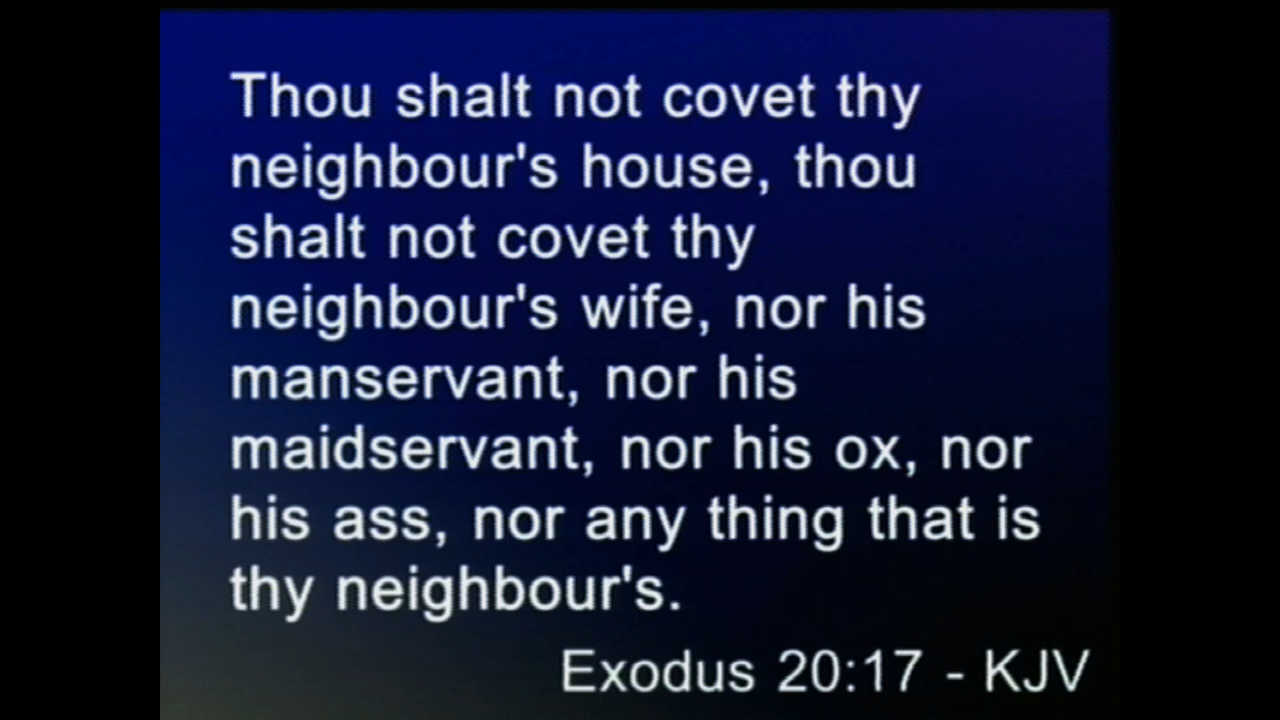 Thou shalt not covet thy
neighbour's house, thou
shalt not covet thy
neighbour's wife, nor his
manservant, nor his
maidservant, nor his ox, nor
his ass, nor any thing that is
thy neighbour's.
Exodus 20:17 - KJV